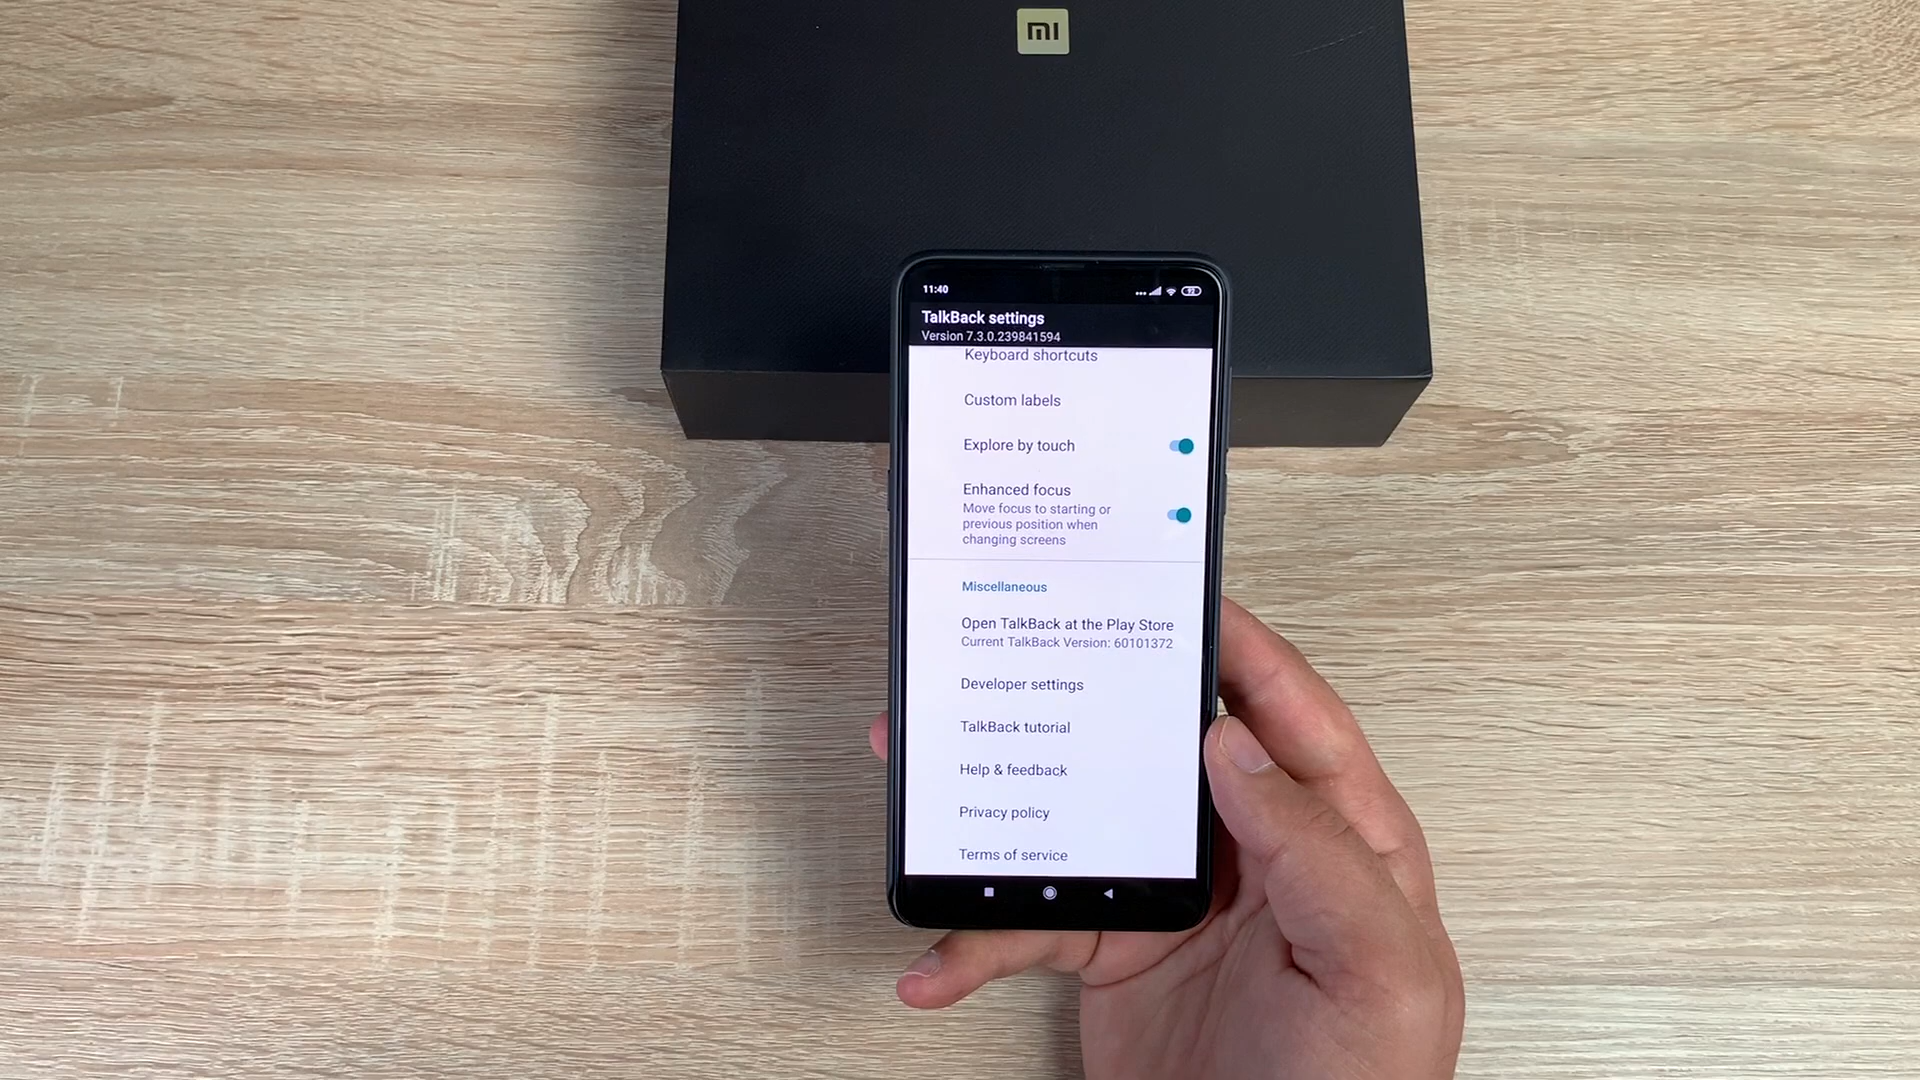 mi
11:40
93
TalkBack settings
Version 7.3.0.239841594
Keyboard shortcuts
Custom labels
Explore by touch
Enhanced focus
Move focus to starting or
previous position when
changing screens
Miscellaneous
Open TalkBack at the Play Store
Current TalkBack Version: 60101372
Developer settings
TalkBack tutorial
Help & feedback
Privacy policy
Terms of service